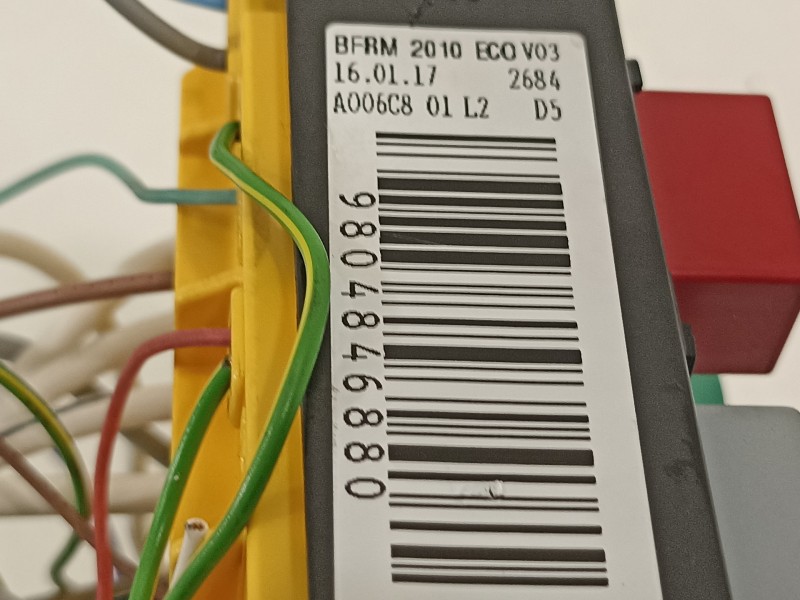 BFRM 2010 ECO V03
16.01.17 2684
A006C8 01 L2 D5
9804846880